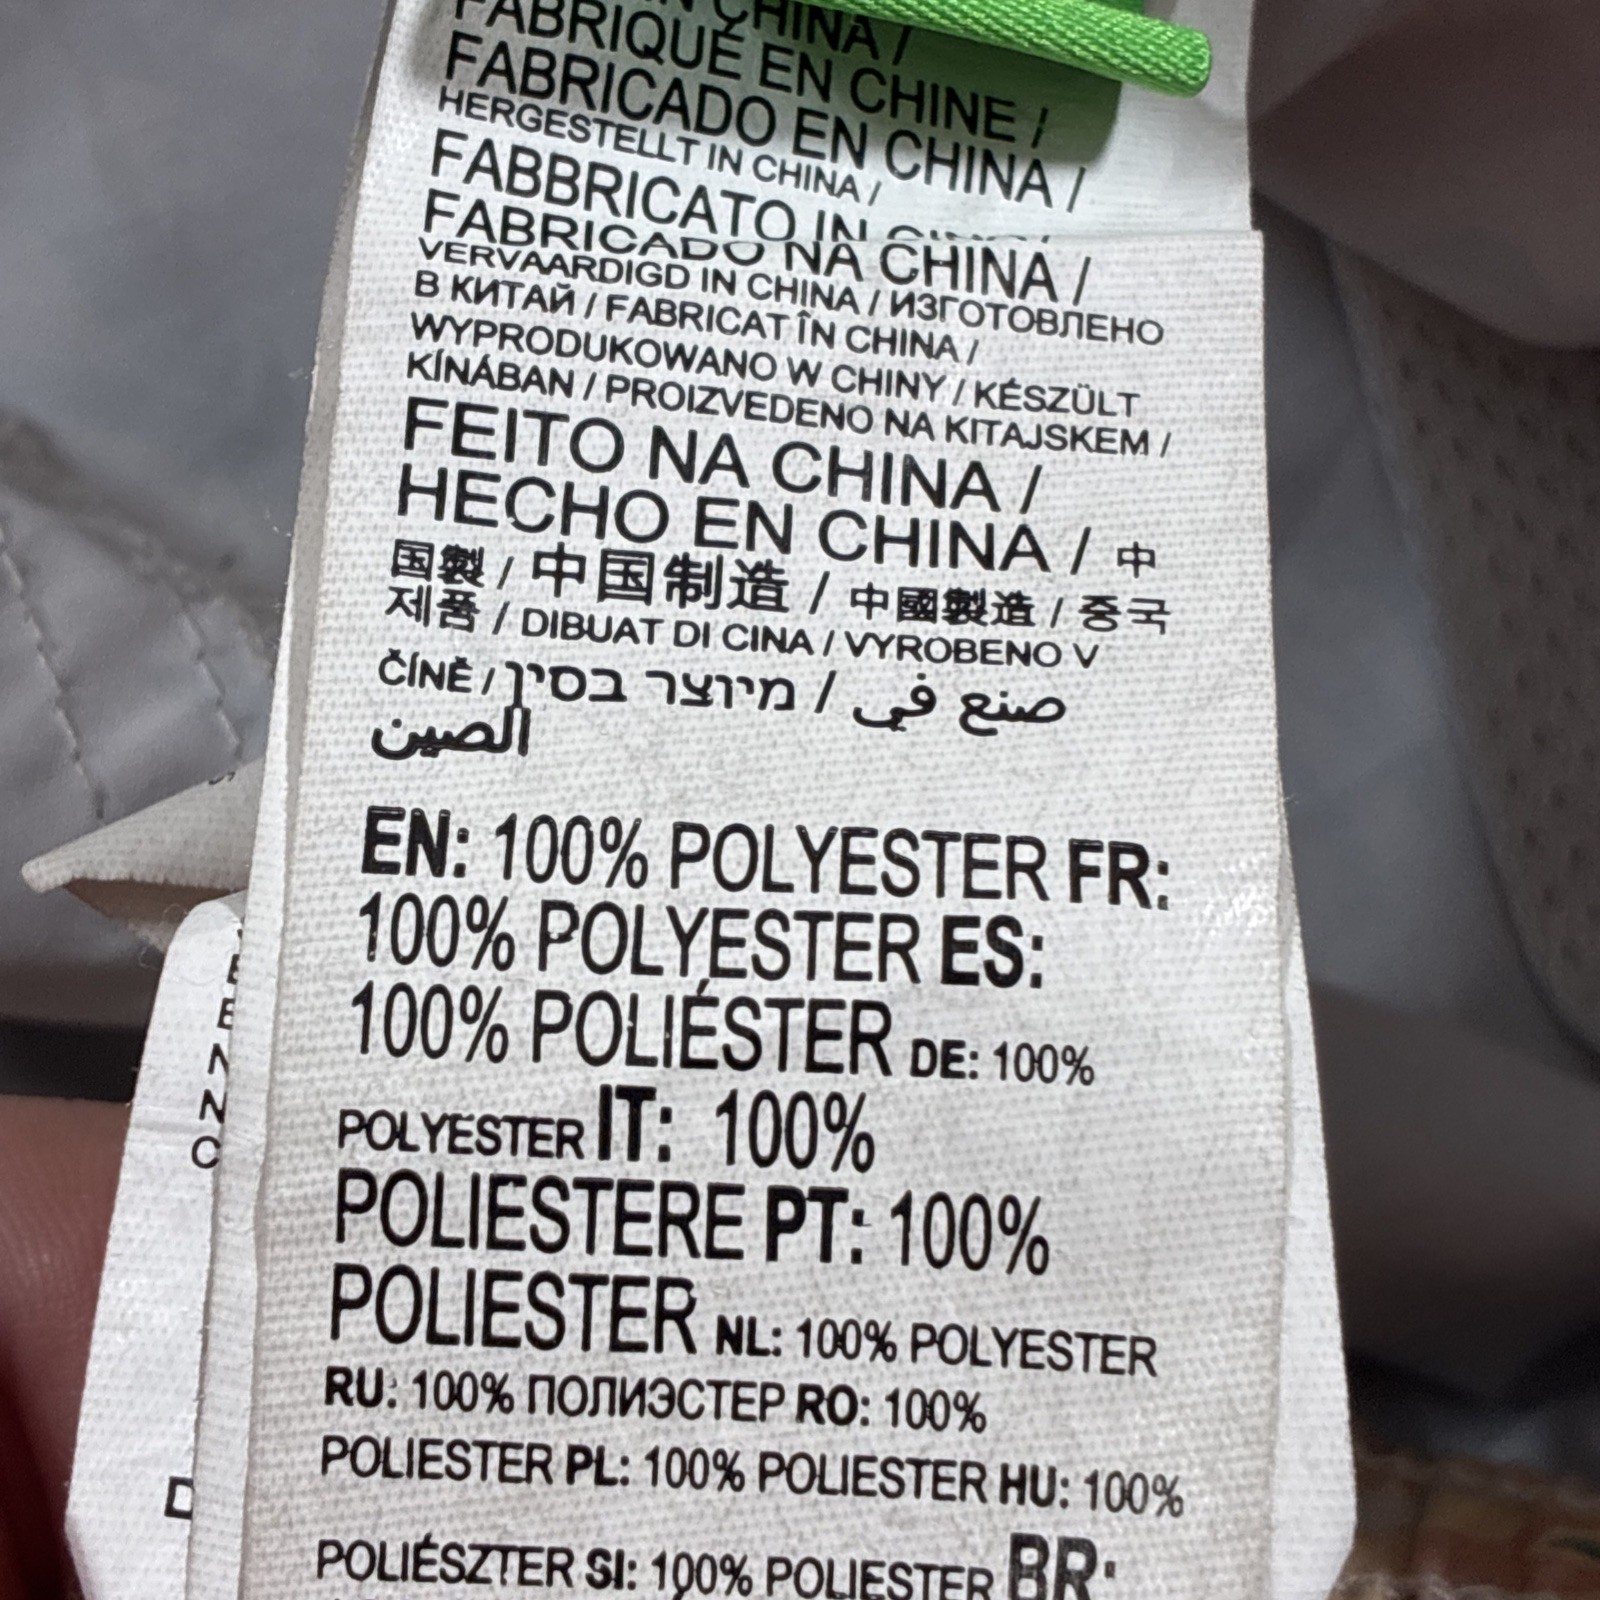 IN CHINA /
FABRIQUÉ EN CHINE /
FABRICADO EN CHINA /
HERGESTELLT IN CHINA /
FABBRICATO IN
FABRICADO NA CHINA /
VERVAARDIGD IN CHINA / ИЗГОТОВЛЕНО
В КИТАЙ / FABRICAT ÎN CHINA /
WYPRODUKOWANO W CHINY / KÉSZÜLT
KÍNÁBAN / PROIZVEDENO NA KITAJSKEM /
FEITO NA CHINA /
HECHO EN CHINA / 中
国製 / 中国制造 / 中國製造 / 중국
제품 / DIBUAT DI CINA / VYROBENO V
ČÍNĚ / מיוצר בסין / صنع في
الصين
EN: 100% POLYESTER FR:
100% POLYESTER ES:
100% POLIÉSTER DE: 100%
POLYESTER IT: 100%
POLIESTERE PT: 100%
POLIESTER NL: 100% POLYESTER
RU: 100% ПОЛИЭСТЕР RO: 100%
POLIESTER PL: 100% POLIESTER HU: 100%
POLIÉSZTER SI: 100% POLIESTER BR: